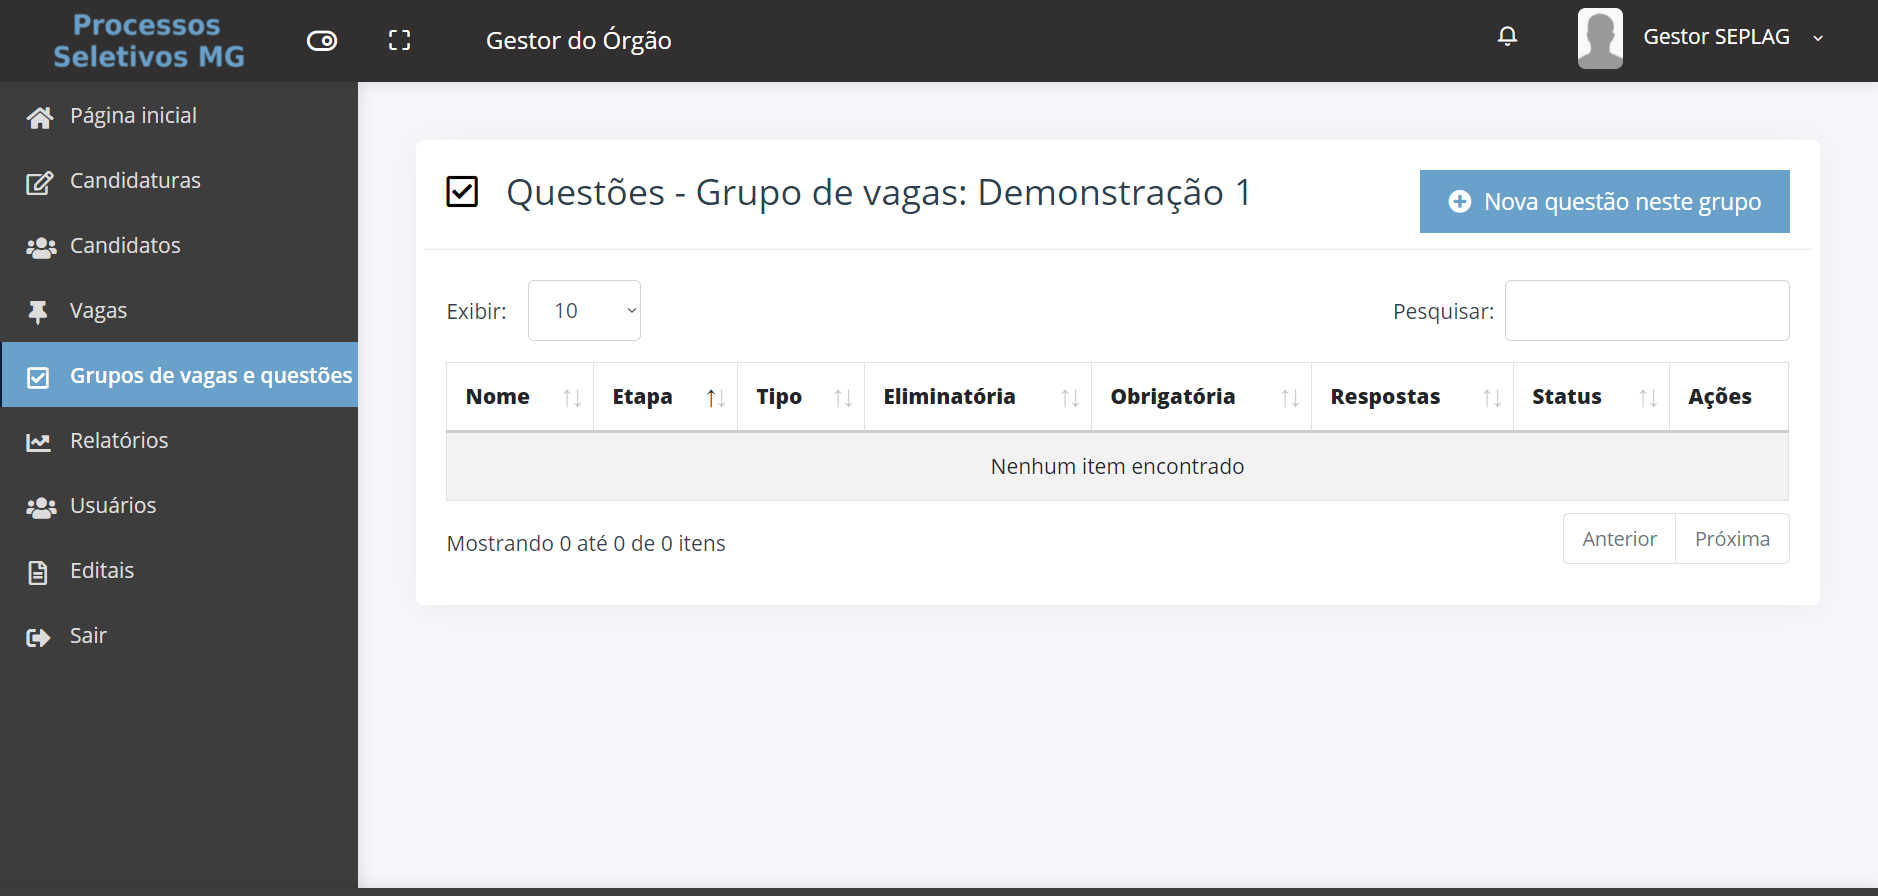 Processos
Seletivos MG
Gestor do Órgão
Gestor SEPLAG
Página inicial
Candidaturas
Candidatos
Vagas
Grupos de vagas e questões
Relatórios
Usuários
Editais
Sair
Questões - Grupo de vagas: Demonstração 1
Nova questão neste grupo
Exibir: 10
Pesquisar:
Nome Etapa Tipo Eliminatória Obrigatória Respostas Status Ações
Nenhum item encontrado
Mostrando 0 até 0 de 0 itens
Anterior Próxima